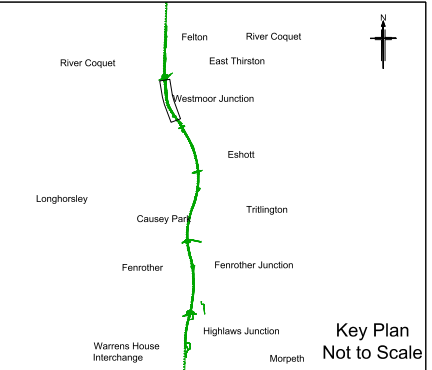 N
Felton
River Coquet
River Coquet
East Thirston
Westmoor Junction
Eshott
Longhorsley
Tritlington
Causey Park
Fenrother
Fenrother Junction
Highlaws Junction
Key Plan
Not to Scale
Warrens House
Interchange
Morpeth